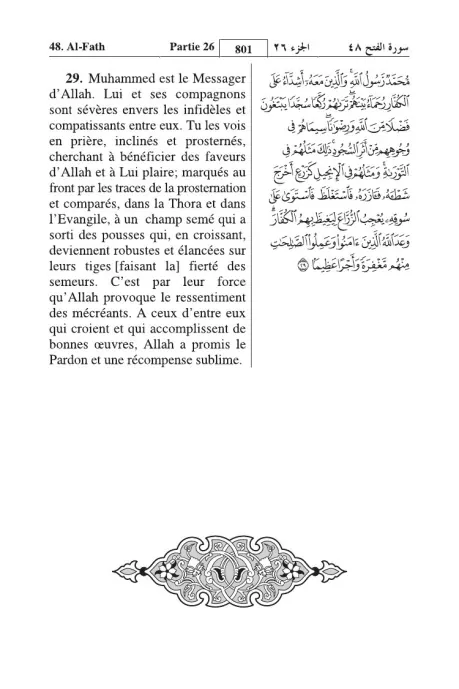 48. Al-Fath Partie 26 801 الجزء ٢٦ سورة الفتح ٤٨
29. Muhammed est le Messager
d’Allah. Lui et ses compagnons
sont sévères envers les infidèles et
compatissants entre eux. Tu les vois
en prière, inclinés et prosternés,
cherchant à bénéficier des faveurs
d’Allah et à Lui plaire; marqués au
front par les traces de la prosternation
et comparés, dans la Thora et dans
l’Evangile, à un champ semé qui a
sorti des pousses qui, en croissant,
deviennent robustes et élancées sur
leurs tiges [faisant la] fierté des
semeurs. C’est par leur force
qu’Allah provoque le ressentiment
des mécréants. A ceux d’entre eux
qui croient et qui accomplissent de
bonnes œuvres, Allah a promis le
Pardon et une récompense sublime.
مُّحَمَّدٌ رَّسُولُ ٱللَّهِ وَٱلَّذِينَ مَعَهُۥٓ أَشِدَّآءُ عَلَى
ٱلْكُفَّارِ رُحَمَآءُ بَيْنَهُمْ تَرَىٰهُمْ رُكَّعًا سُجَّدًا يَبْتَغُونَ
فَضْلًا مِّنَ ٱللَّهِ وَرِضْوَٰنًا سِيمَاهُمْ فِى
وُجُوهِهِم مِّنْ أَثَرِ ٱلسُّجُودِ ذَٰلِكَ مَثَلُهُمْ فِى
ٱلتَّوْرَىٰةِ وَمَثَلُهُمْ فِى ٱلْإِنجِيلِ كَزَرْعٍ أَخْرَجَ
شَطْـَٔهُۥ فَـَٔازَرَهُۥ فَٱسْتَغْلَظَ فَٱسْتَوَىٰ عَلَىٰ
سُوقِهِۦ يُعْجِبُ ٱلزُّرَّاعَ لِيَغِيظَ بِهِمُ ٱلْكُفَّارَ
وَعَدَ ٱللَّهُ ٱلَّذِينَ ءَامَنُوا۟ وَعَمِلُوا۟ ٱلصَّٰلِحَٰتِ
مِنْهُم مَّغْفِرَةً وَأَجْرًا عَظِيمًۢا ٢٩